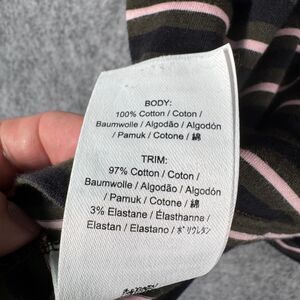 BODY:
100% Cotton / Coton /
Baumwolle / Algodão / Algodón
/ Pamuk / Cotone / 綿
TRIM:
97% Cotton / Coton /
Baumwolle / Algodão / Algodón
/ Pamuk / Cotone / 綿
3% Elastane / Élasthanne /
Elastan / Elastano / ポリウレタン